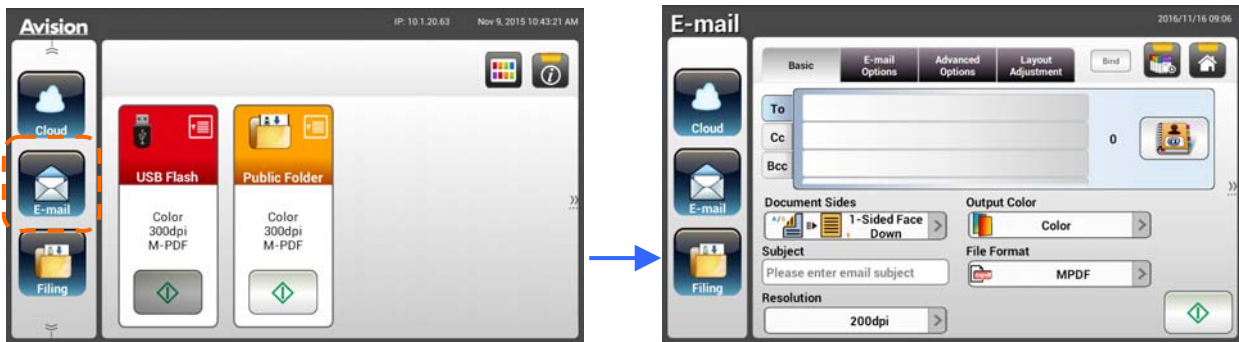 Avision
IP: 10.1.20.63
Nov 9, 2015 10:43:21 AM
Cloud
E-mail
Filing
USB Flash
Color
300dpi
M-PDF
Public Folder
Color
300dpi
M-PDF
E-mail
2016/11/16 09:06
Cloud
E-mail
Filing
Basic
E-mail
Options
Advanced
Options
Layout
Adjustment
Bind
To
Cc
Bcc
0
Document Sides
1-Sided Face
Down
Output Color
Color
Subject
Please enter email subject
File Format
MPDF
Resolution
200dpi